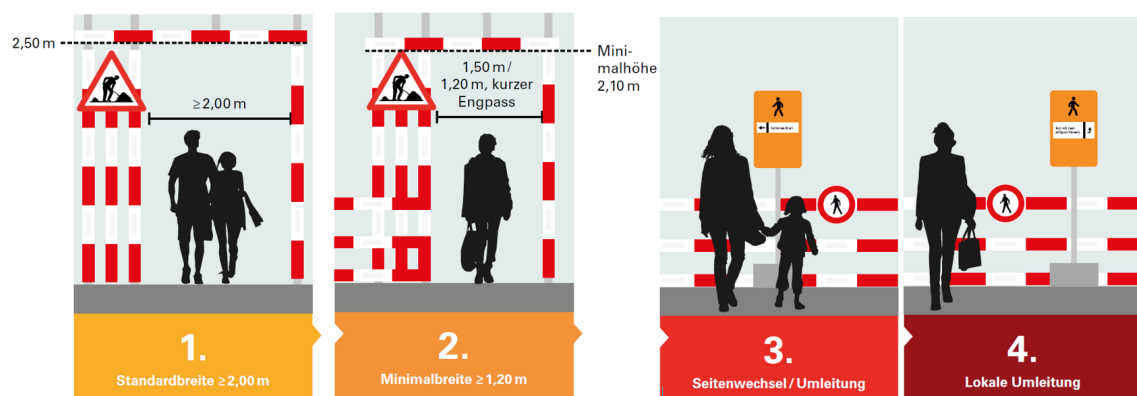 2,50 m
≥ 2,00 m
1.
Standardbreite ≥ 2,00 m
1,50 m /
1,20 m, kurzer
Engpass
Mini-
malhöhe
2,10 m
2.
Minimalbreite ≥ 1,20 m
Seitenwechsel
3.
Seitenwechsel / Umleitung
4.
Lokale Umleitung